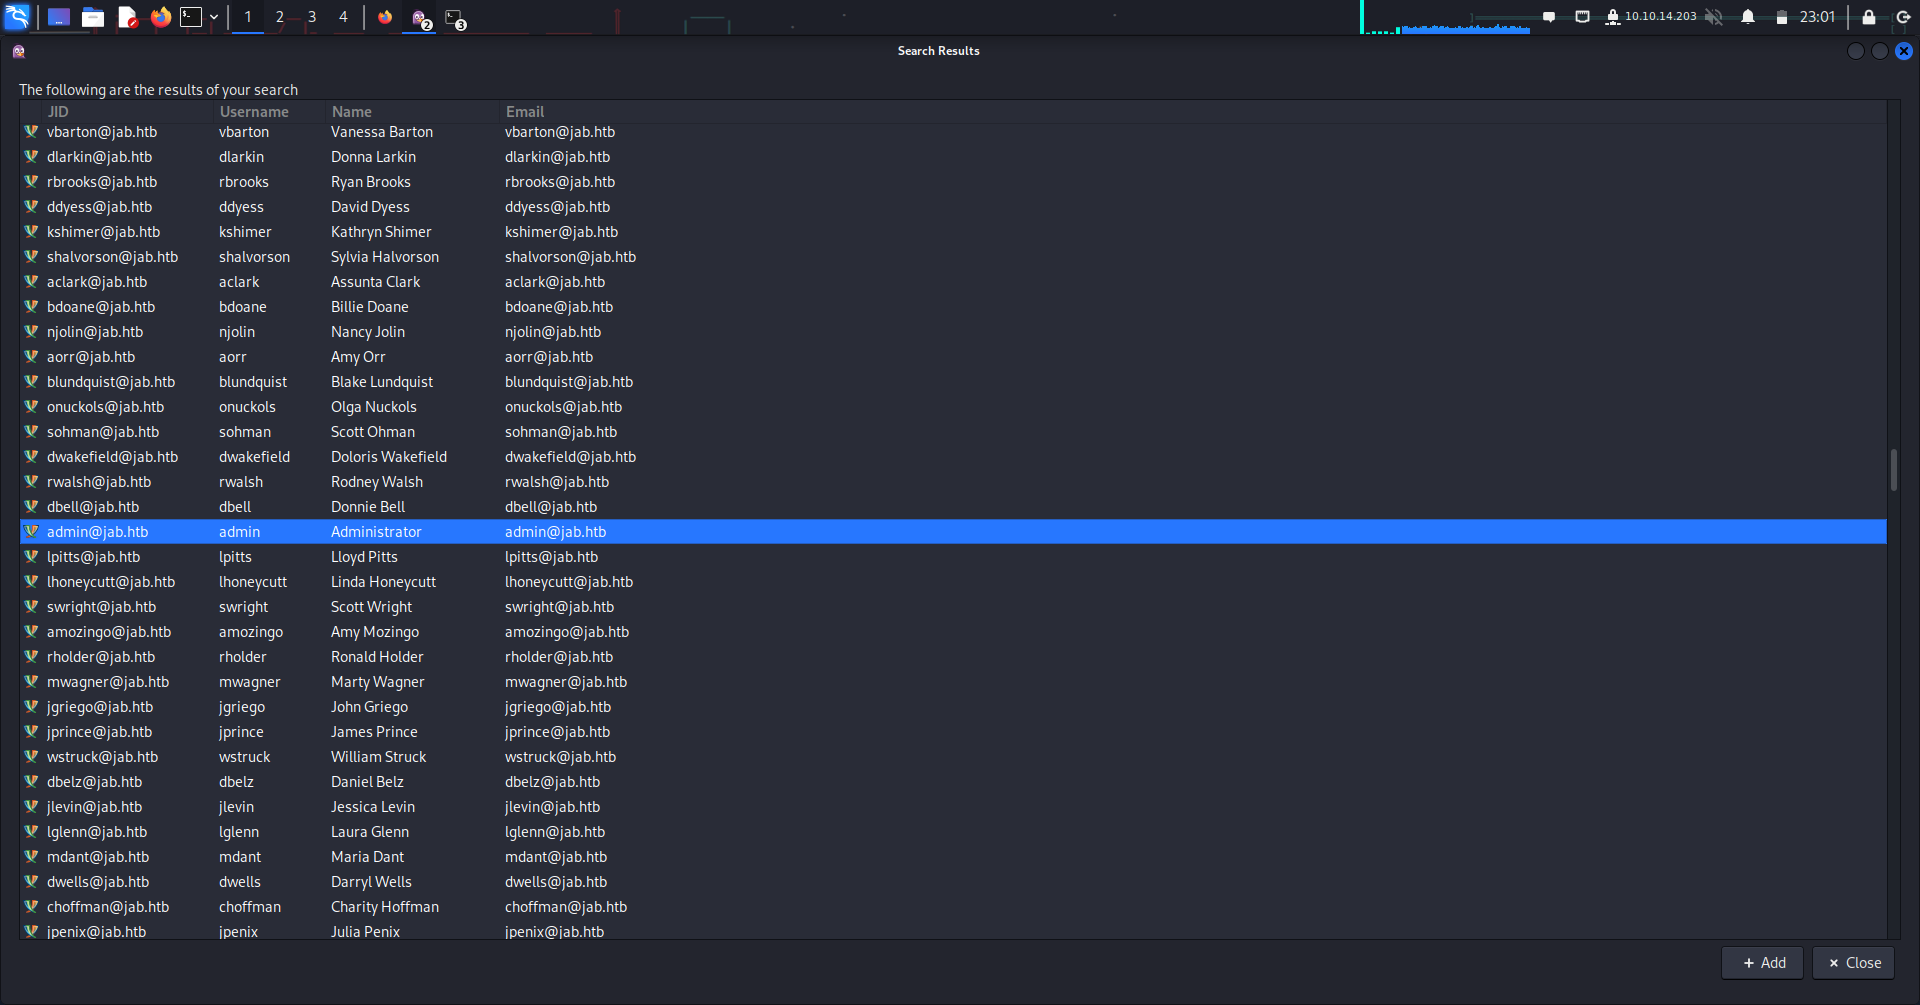 1 2 3 4 2 3 10.10.14.203 23:01
Search Results
The following are the results of your search
JID Username Name Email
vbarton@jab.htb vbarton Vanessa Barton vbarton@jab.htb
dlarkin@jab.htb dlarkin Donna Larkin dlarkin@jab.htb
rbrooks@jab.htb rbrooks Ryan Brooks rbrooks@jab.htb
ddyess@jab.htb ddyess David Dyess ddyess@jab.htb
kshimer@jab.htb kshimer Kathryn Shimer kshimer@jab.htb
shalvorson@jab.htb shalvorson Sylvia Halvorson shalvorson@jab.htb
aclark@jab.htb aclark Assunta Clark aclark@jab.htb
bdoane@jab.htb bdoane Billie Doane bdoane@jab.htb
njolin@jab.htb njolin Nancy Jolin njolin@jab.htb
aorr@jab.htb aorr Amy Orr aorr@jab.htb
blundquist@jab.htb blundquist Blake Lundquist blundquist@jab.htb
onuckols@jab.htb onuckols Olga Nuckols onuckols@jab.htb
sohman@jab.htb sohman Scott Ohman sohman@jab.htb
dwakefield@jab.htb dwakefield Doloris Wakefield dwakefield@jab.htb
rwalsh@jab.htb rwalsh Rodney Walsh rwalsh@jab.htb
dbell@jab.htb dbell Donnie Bell dbell@jab.htb
admin@jab.htb admin Administrator admin@jab.htb
lpitts@jab.htb lpitts Lloyd Pitts lpitts@jab.htb
lhoneycutt@jab.htb lhoneycutt Linda Honeycutt lhoneycutt@jab.htb
swright@jab.htb swright Scott Wright swright@jab.htb
amozingo@jab.htb amozingo Amy Mozingo amozingo@jab.htb
rholder@jab.htb rholder Ronald Holder rholder@jab.htb
mwagner@jab.htb mwagner Marty Wagner mwagner@jab.htb
jgriego@jab.htb jgriego John Griego jgriego@jab.htb
jprince@jab.htb jprince James Prince jprince@jab.htb
wstruck@jab.htb wstruck William Struck wstruck@jab.htb
dbelz@jab.htb dbelz Daniel Belz dbelz@jab.htb
jlevin@jab.htb jlevin Jessica Levin jlevin@jab.htb
lglenn@jab.htb lglenn Laura Glenn lglenn@jab.htb
mdant@jab.htb mdant Maria Dant mdant@jab.htb
dwells@jab.htb dwells Darryl Wells dwells@jab.htb
choffman@jab.htb choffman Charity Hoffman choffman@jab.htb
jpenix@jab.htb jpenix Julia Penix jpenix@jab.htb
Add Close